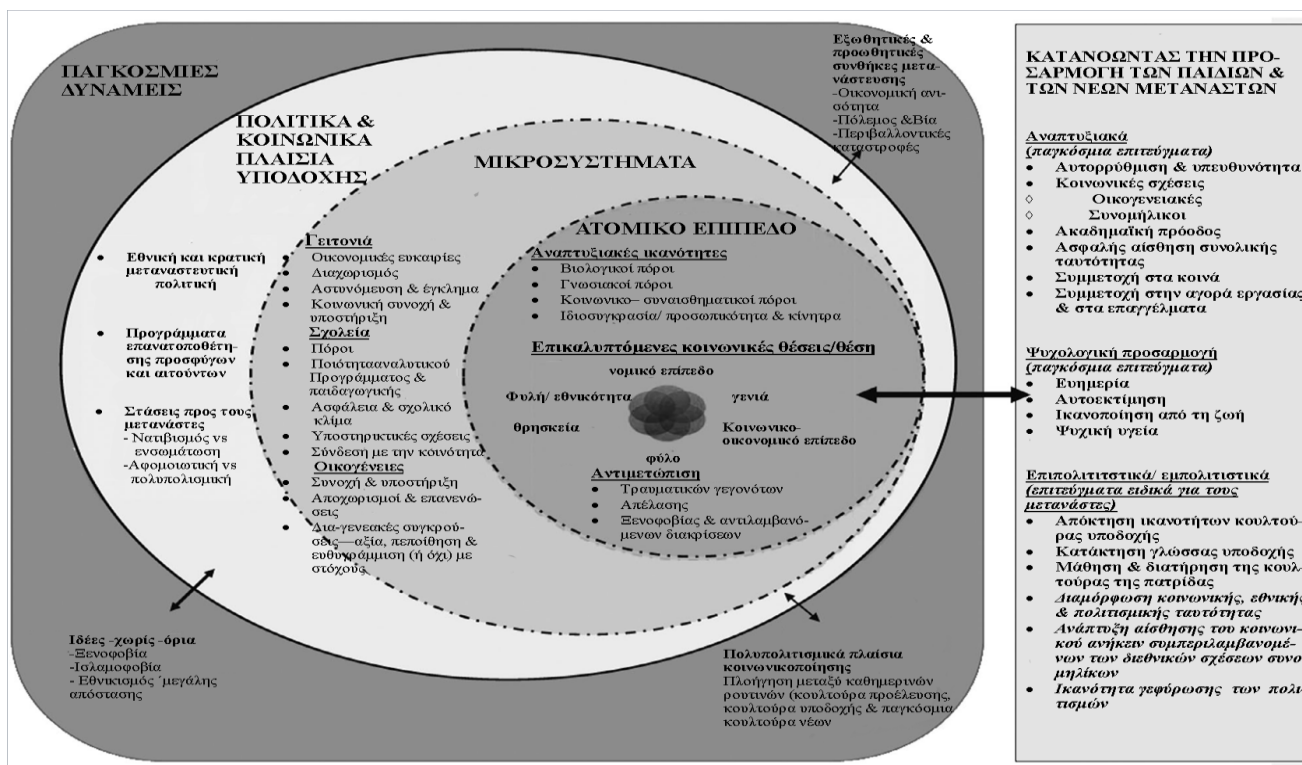 ΠΑΓΚΟΣΜΙΕΣ
ΔΥΝΑΜΕΙΣ
Εξωθητικές &
προωθητικές
συνθήκες μετα-
νάστευσης
-Οικονομική ανι-
σότητα
-Πόλεμος &Βία
-Περιβαλλοντικές
καταστροφές
ΠΟΛΙΤΙΚΑ &
ΚΟΙΝΩΝΙΚΑ
ΠΛΑΙΣΙΑ
ΥΠΟΔΟΧΗΣ
• Εθνική και κρατική
μεταναστευτική
πολιτική
• Προγράμματα
επανατοποθέτη-
σης προσφύγων
και αιτούντων
• Στάσεις προς τους
μετανάστες
- Νατιβισμός vs
ενσωμάτωση
-Αφομοιωτική vs
πολυπολισμική
ΜΙΚΡΟΣΥΣΤΗΜΑΤΑ
Γειτονιά
• Οικονομικές ευκαιρίες
• Διαχωρισμός
• Αστυνόμευση & έγκλημα
• Κοινωνική συνοχή &
υποστήριξη
Σχολεία
• Πόροι
• Ποιότητααναλυτικού
Προγράμματος &
παιδαγωγικής
• Ασφάλεια & σχολικό
κλίμα
• Υποστηρικτικές σχέσεις
• Σύνδεση με την κοινότητα
Οικογένειες
• Συνοχή & υποστήριξη
• Αποχωρισμοί & επανενώ-
σεις
• Δια-γενεακές συγκρού-
σεις—αξία, πεποίθηση &
ευθυγράμμιση (ή όχι) με
στόχους
ΑΤΟΜΙΚΟ ΕΠΙΠΕΔΟ
Αναπτυξιακές ικανότητες
• Βιολογικοί πόροι
• Γνωσιακοί πόροι
• Κοινωνικο– συναισθηματικοί πόροι
• Ιδιοσυγκρασία/ προσωπικότητα & κίνητρα
Επικαλυπτόμενες κοινωνικές θέσεις/θέση
νομικό επίπεδο
Φυλή/ εθνικότητα
γενιά
θρησκεία
Κοινωνικο-
οικονομικό επίπεδο
φύλο
Αντιμετώπιση
• Τραυματικών γεγονότων
• Απέλασης
• Ξενοφοβίας & αντιλαμβανό-
μενων διακρίσεων
Ιδέες -χωρίς -όρια
-Ξενοφοβία
-Ισλαμοφοβία
- Εθνικισμός ΄μεγάλης
απόστασης
Πολυπολιτισμικά πλαίσια
κοινωνικοποίησης
Πλοήγηση μεταξύ καθημερινών
ρουτινών (κουλτούρα προέλευσης,
κουλτούρα υποδοχής & παγκόσμια
κουλτούρα νέων
ΚΑΤΑΝΟΩΝΤΑΣ ΤΗΝ ΠΡΟ-
ΣΑΡΜΟΓΗ ΤΩΝ ΠΑΙΔΙΩΝ &
ΤΩΝ ΝΕΩΝ ΜΕΤΑΝΑΣΤΩΝ
Αναπτυξιακά
(παγκόσμια επιτεύγματα)
• Αυτορρύθμιση & υπευθυνότητα
• Κοινωνικές σχέσεις
◊ Οικογενειακές
◊ Συνομήλικοι
• Ακαδημαϊκή πρόοδος
• Ασφαλής αίσθηση συνολικής
ταυτότητας
• Συμμετοχή στα κοινά
• Συμμετοχή στην αγορά εργασίας
& στα επαγγέλματα
Ψυχολογική προσαρμογή
(παγκόσμια επιτεύγματα)
• Ευημερία
• Αυτοεκτίμηση
• Ικανοποίηση από τη ζωή
• Ψυχική υγεία
Επιπολιτιτστικά/ εμπολιτιστικά
(επιτεύγματα ειδικά για τους
μετανάστες)
• Απόκτηση ικανοτήτων κουλτού-
ρας υποδοχής
• Κατάκτηση γλώσσας υποδοχής
• Μάθηση & διατήρηση της κουλ-
τούρας της πατρίδας
• Διαμόρφωση κοινωνικής, εθνικής
& πολιτισμικής ταυτότητας
• Ανάπτυξη αίσθησης του κοινωνι-
κού ανήκειν συμπεριλαμβανομέ-
νων των διεθνικών σχέσεων συνο-
μηλίκων
• Ικανότητα γεφύρωσης των πολι-
τισμών